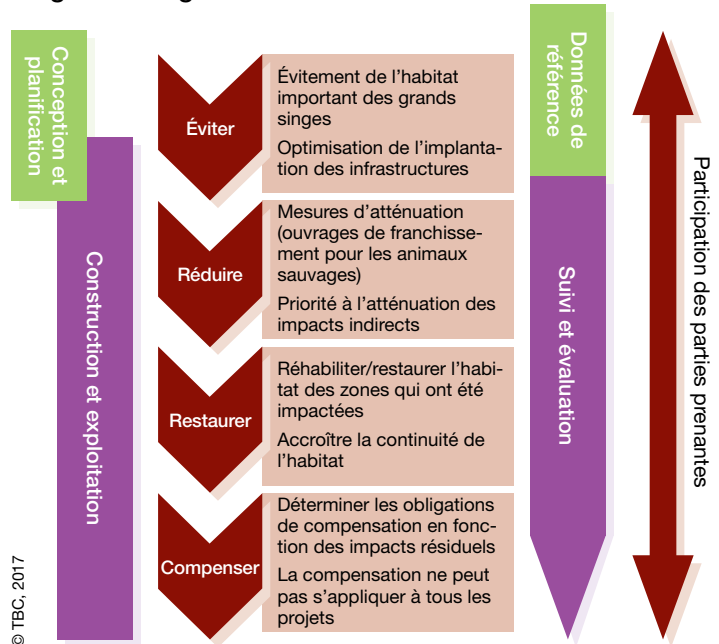 Conception et
planification
Construction et exploitation
Éviter
Évitement de l'habitat
important des grands
singes
Optimisation de l'implanta-
tion des infrastructures
Réduire
Mesures d'atténuation
(ouvrages de franchisse-
ment pour les animaux
sauvages)
Priorité à l'atténuation des
impacts indirects
Restaurer
Réhabiliter/restaurer l'habi-
tat des zones qui ont été
impactées
Accroître la continuité de
l'habitat
Compenser
Déterminer les obligations
de compensation en fonc-
tion des impacts résiduels
La compensation ne peut
pas s'appliquer à tous les
projets
Données de
référence
Suivi et évaluation
Participation des parties prenantes
© TBC, 2017